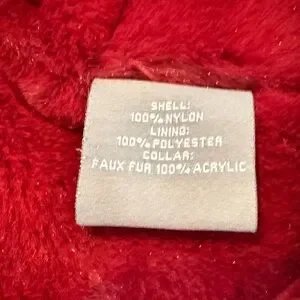 SHELL:
100% NYLON
LINING:
100% POLYESTER
COLLAR:
FAUX FUR 100% ACRYLIC